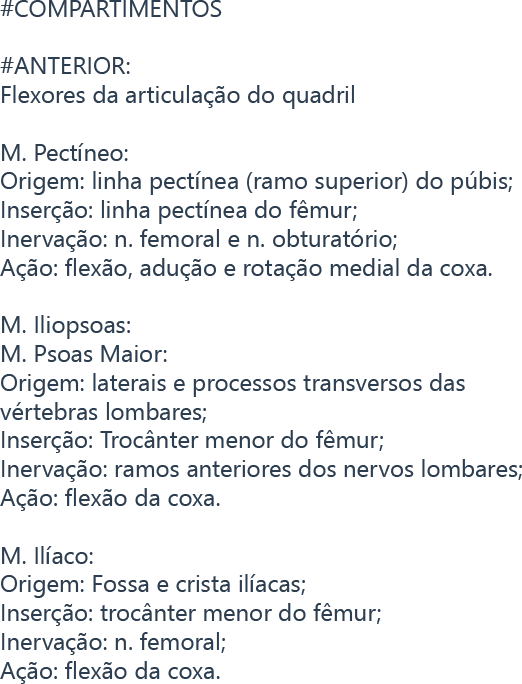 #COMPARTIMENTOS
#ANTERIOR:
Flexores da articulação do quadril
M. Pectíneo:
Origem: linha pectínea (ramo superior) do púbis;
Inserção: linha pectínea do fêmur;
Inervação: n. femoral e n. obturatório;
Ação: flexão, adução e rotação medial da coxa.
M. Iliopsoas:
M. Psoas Maior:
Origem: laterais e processos transversos das
vértebras lombares;
Inserção: Trocânter menor do fêmur;
Inervação: ramos anteriores dos nervos lombares;
Ação: flexão da coxa.
M. Ilíaco:
Origem: Fossa e crista ilíacas;
Inserção: trocânter menor do fêmur;
Inervação: n. femoral;
Ação: flexão da coxa.